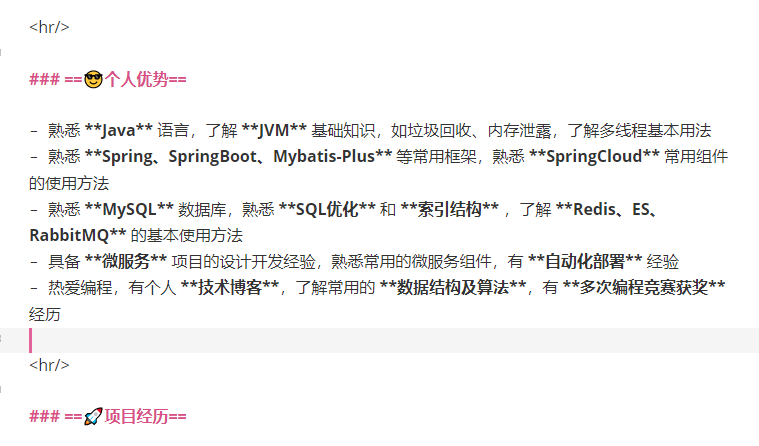 <hr/>
### ==😎个人优势==
- 熟悉 **Java** 语言，了解 **JVM** 基础知识，如垃圾回收、内存泄露，了解多线程基本用法
- 熟悉 **Spring、SpringBoot、Mybatis-Plus** 等常用框架，熟悉 **SpringCloud** 常用组件
的使用方法
- 熟悉 **MySQL** 数据库，熟悉 **SQL优化** 和 **索引结构** ，了解 **Redis、ES、
RabbitMQ** 的基本使用方法
- 具备 **微服务** 项目的设计开发经验，熟悉常用的微服务组件，有 **自动化部署** 经验
- 热爱编程，有个人 **技术博客**，了解常用的 **数据结构及算法**，有 **多次编程竞赛获奖**
经历
<hr/>
### ==🚀项目经历==